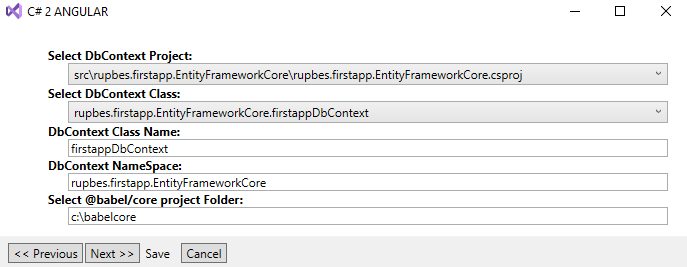 C# 2 ANGULAR
Select DbContext Project:
src\rupbes.firstapp.EntityFrameworkCore\rupbes.firstapp.EntityFrameworkCore.csproj
Select DbContext Class:
rupbes.firstapp.EntityFrameworkCore.firstappDbContext
DbContext Class Name:
firstappDbContext
DbContext NameSpace:
rupbes.firstapp.EntityFrameworkCore
Select @babel/core project Folder:
c:\babelcore
<< Previous Next >> Save Cancel